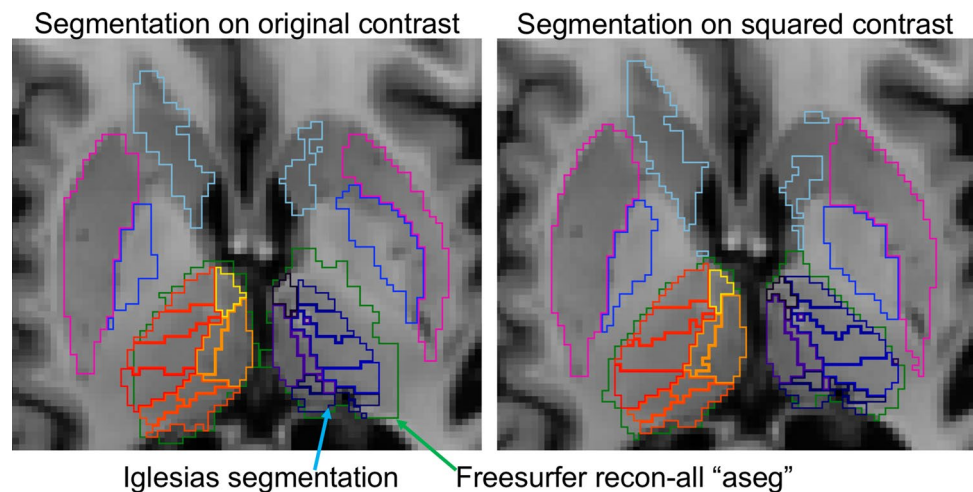 Segmentation on original contrast
Segmentation on squared contrast
Iglesias segmentation
Freesurfer recon-all “aseg”